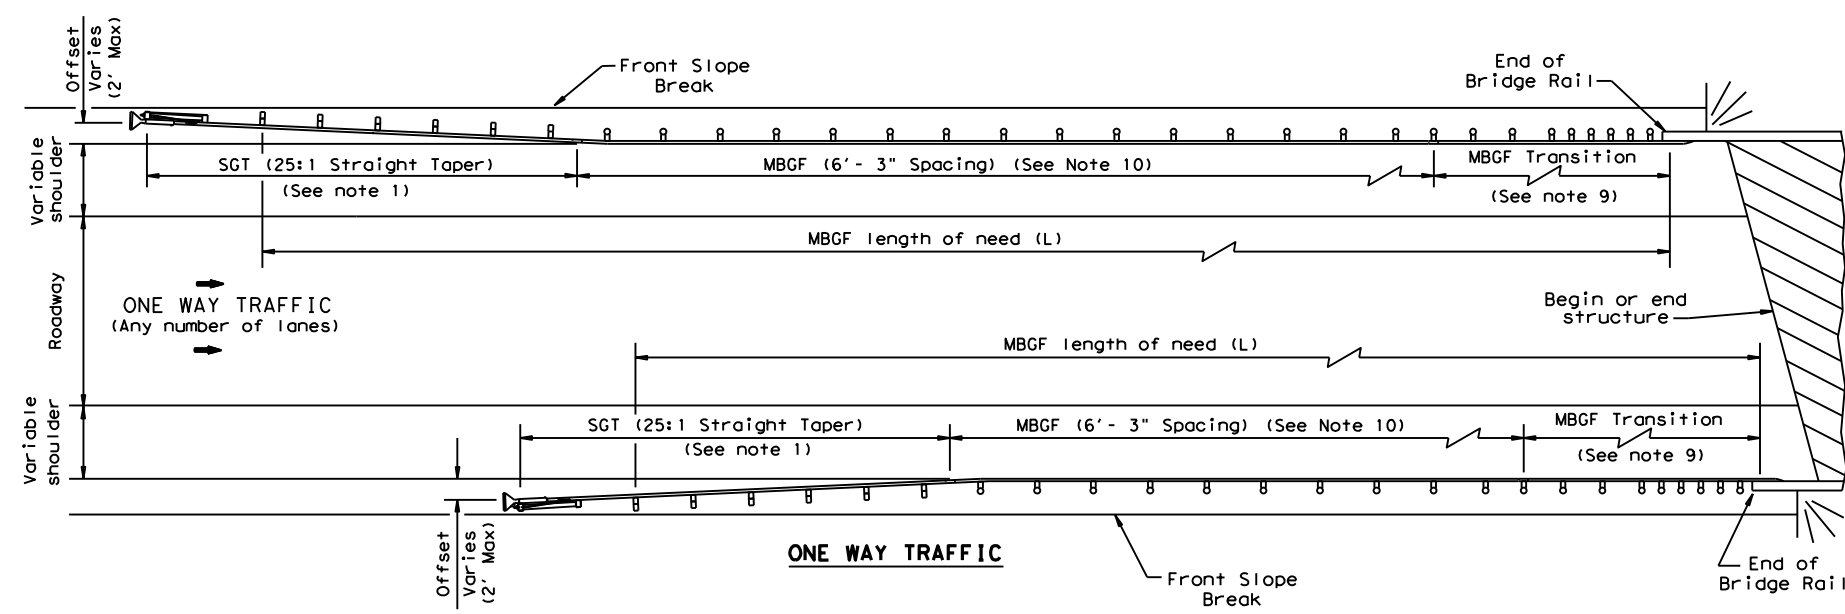 Offset
Varies
(2' Max)
Front Slope
Break
End of
Bridge Rail
Variable
shoulder
SGT (25:1 Straight Taper)
(See note 1)
MBGF (6'- 3" Spacing) (See Note 10)
MBGF Transition
(See note 9)
MBGF length of need (L)
Roadway
ONE WAY TRAFFIC
(Any number of lanes)
Begin or end
structure
MBGF length of need (L)
Variable
shoulder
SGT (25:1 Straight Taper)
(See note 1)
MBGF (6'- 3" Spacing) (See Note 10)
MBGF Transition
(See note 9)
Offset
Varies
(2' Max)
ONE WAY TRAFFIC
Front Slope
Break
End of
Bridge Rail